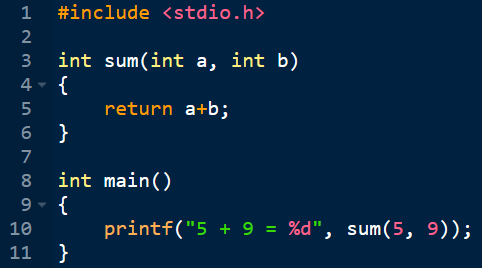 1 #include <stdio.h>
2
3 int sum(int a, int b)
4 {
5     return a+b;
6 }
7
8 int main()
9 {
10     printf("5 + 9 = %d", sum(5, 9));
11 }